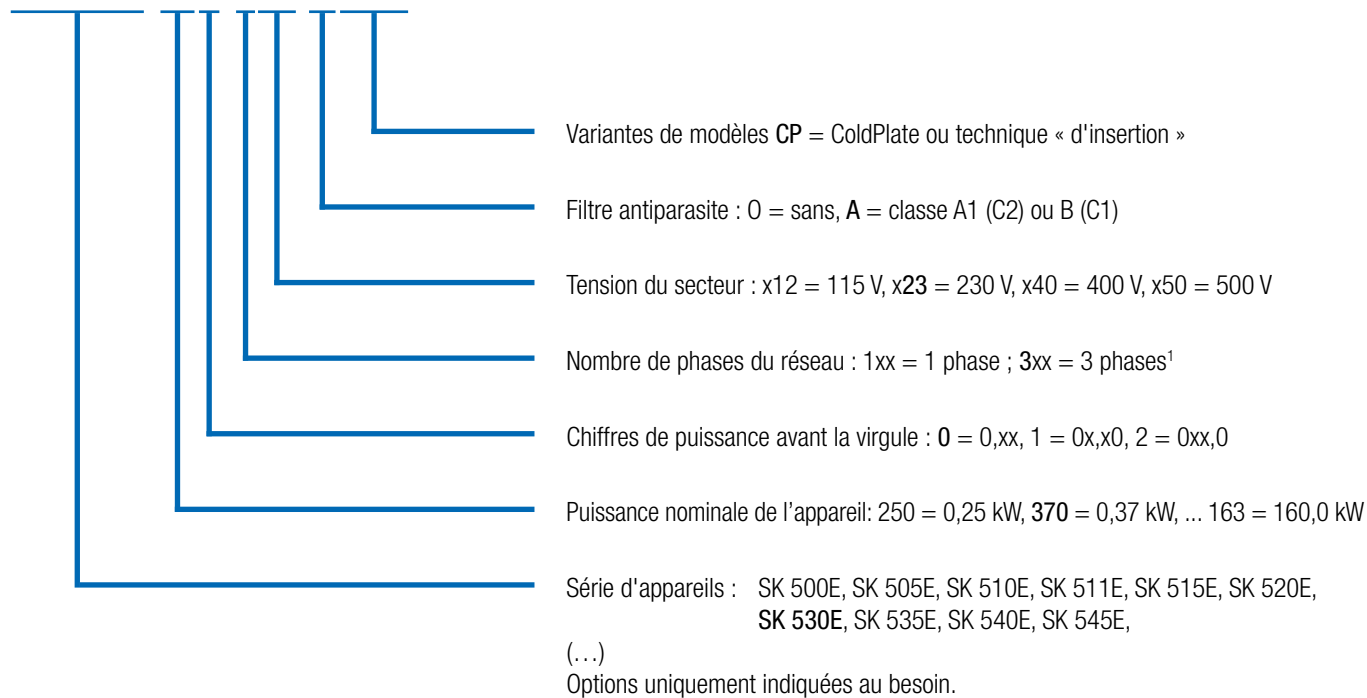 Variantes de modèles CP = ColdPlate ou technique « d'insertion »
Filtre antiparasite : O = sans, A = classe A1 (C2) ou B (C1)
Tension du secteur : x12 = 115 V, x23 = 230 V, x40 = 400 V, x50 = 500 V
Nombre de phases du réseau : 1xx = 1 phase ; 3xx = 3 phases¹
Chiffres de puissance avant la virgule : 0 = 0,xx, 1 = 0x,x0, 2 = 0xx,0
Puissance nominale de l’appareil: 250 = 0,25 kW, 370 = 0,37 kW, ... 163 = 160,0 kW
Série d'appareils : SK 500E, SK 505E, SK 510E, SK 511E, SK 515E, SK 520E,
SK 530E, SK 535E, SK 540E, SK 545E,
(…)
Options uniquement indiquées au besoin.